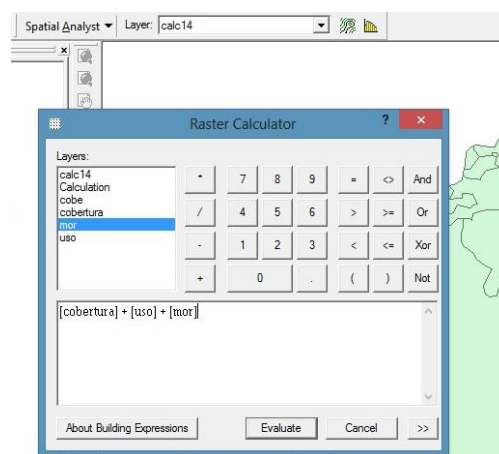 Spatial Analyst Layer: calc14
Raster Calculator ? ×
Layers:
calc14
Calculation
cobe
cobertura
mor
uso
* 7 8 9 = <> And
/ 4 5 6 > >= Or
- 1 2 3 < <= Xor
+ 0 . ( ) Not
[cobertura] + [uso] + [mor]
About Building Expressions Evaluate Cancel >>